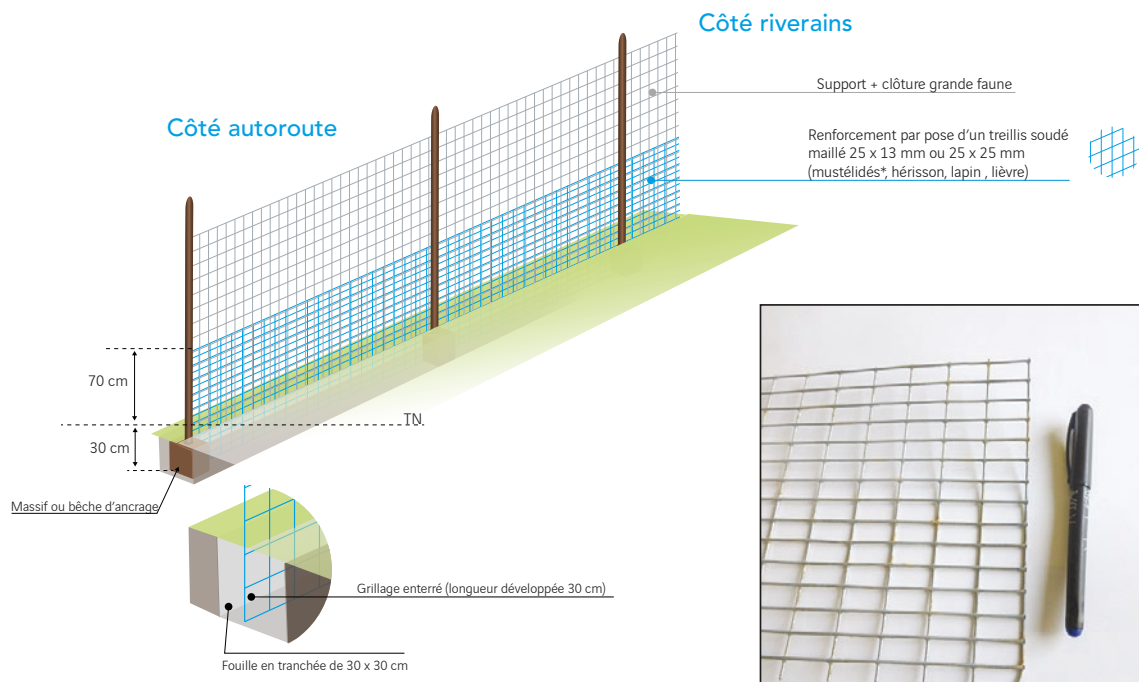 Côté riverains
Support + clôture grande faune
Côté autoroute
Renforcement par pose d'un treillis soudé
maillé 25 x 13 mm ou 25 x 25 mm
(mustélidés*, hérisson, lapin , lièvre)
70 cm
TN
30 cm
Massif ou bêche d'ancrage
Grillage enterré (longueur développée 30 cm)
Fouille en tranchée de 30 x 30 cm